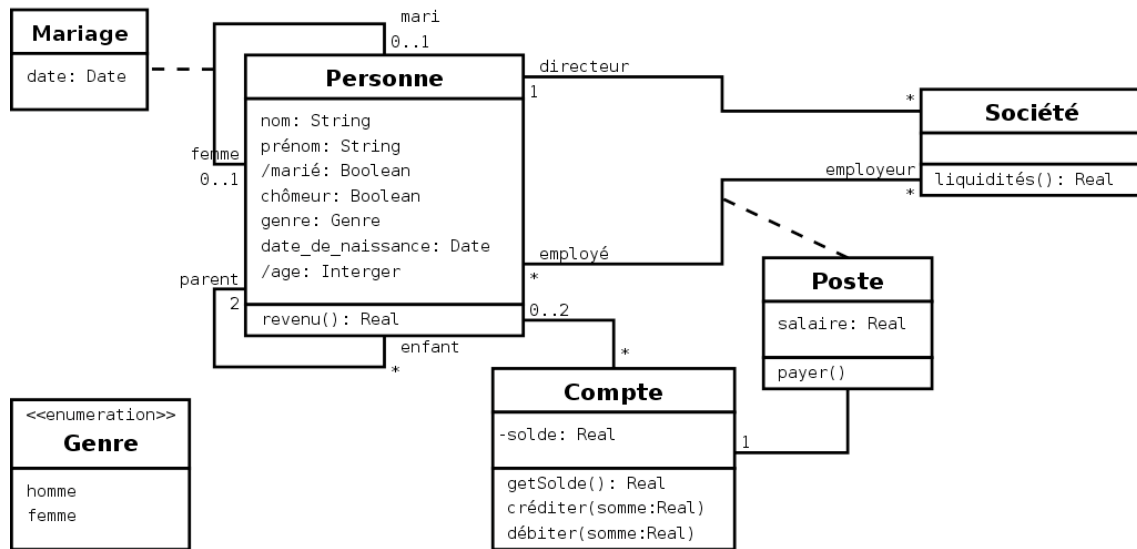 Mariage
date: Date
mari
0..1
femme
0..1
Personne
nom: String
prénom: String
/marié: Boolean
chômeur: Boolean
genre: Genre
date_de_naissance: Date
/age: Interger
revenu(): Real
directeur
1
*
Société
liquidités(): Real
employeur
*
employé
*
parent
2
enfant
*
0..2
*
Poste
salaire: Real
payer()
Compte
-solde: Real
getSolde(): Real
créditer(somme:Real)
débiter(somme:Real)
1
<<enumeration>>
Genre
homme
femme